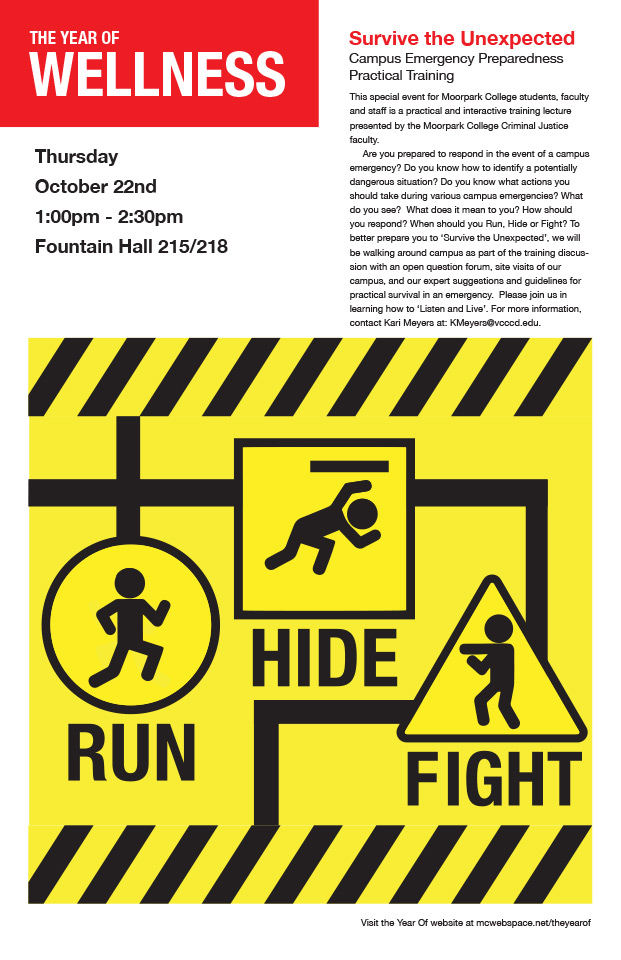 THE YEAR OF
WELLNESS
Thursday
October 22nd
1:00pm - 2:30pm
Fountain Hall 215/218
Survive the Unexpected
Campus Emergency Preparedness
Practical Training
This special event for Moorpark College students, faculty
and staff is a practical and interactive training lecture
presented by the Moorpark College Criminal Justice
faculty.
Are you prepared to respond in the event of a campus
emergency? Do you know how to identify a potentially
dangerous situation? Do you know what actions you
should take during various campus emergencies? What
do you see?  What does it mean to you? How should
you respond? When should you Run, Hide or Fight? To
better prepare you to ‘Survive the Unexpected’, we will
be walking around campus as part of the training discus-
sion with an open question forum, site visits of our
campus, and our expert suggestions and guidelines for
practical survival in an emergency.  Please join us in
learning how to ‘Listen and Live’. For more information,
contact Kari Meyers at: KMeyers@vcccd.edu.
HIDE
RUN
FIGHT
Visit the Year Of website at mcwebspace.net/theyearof